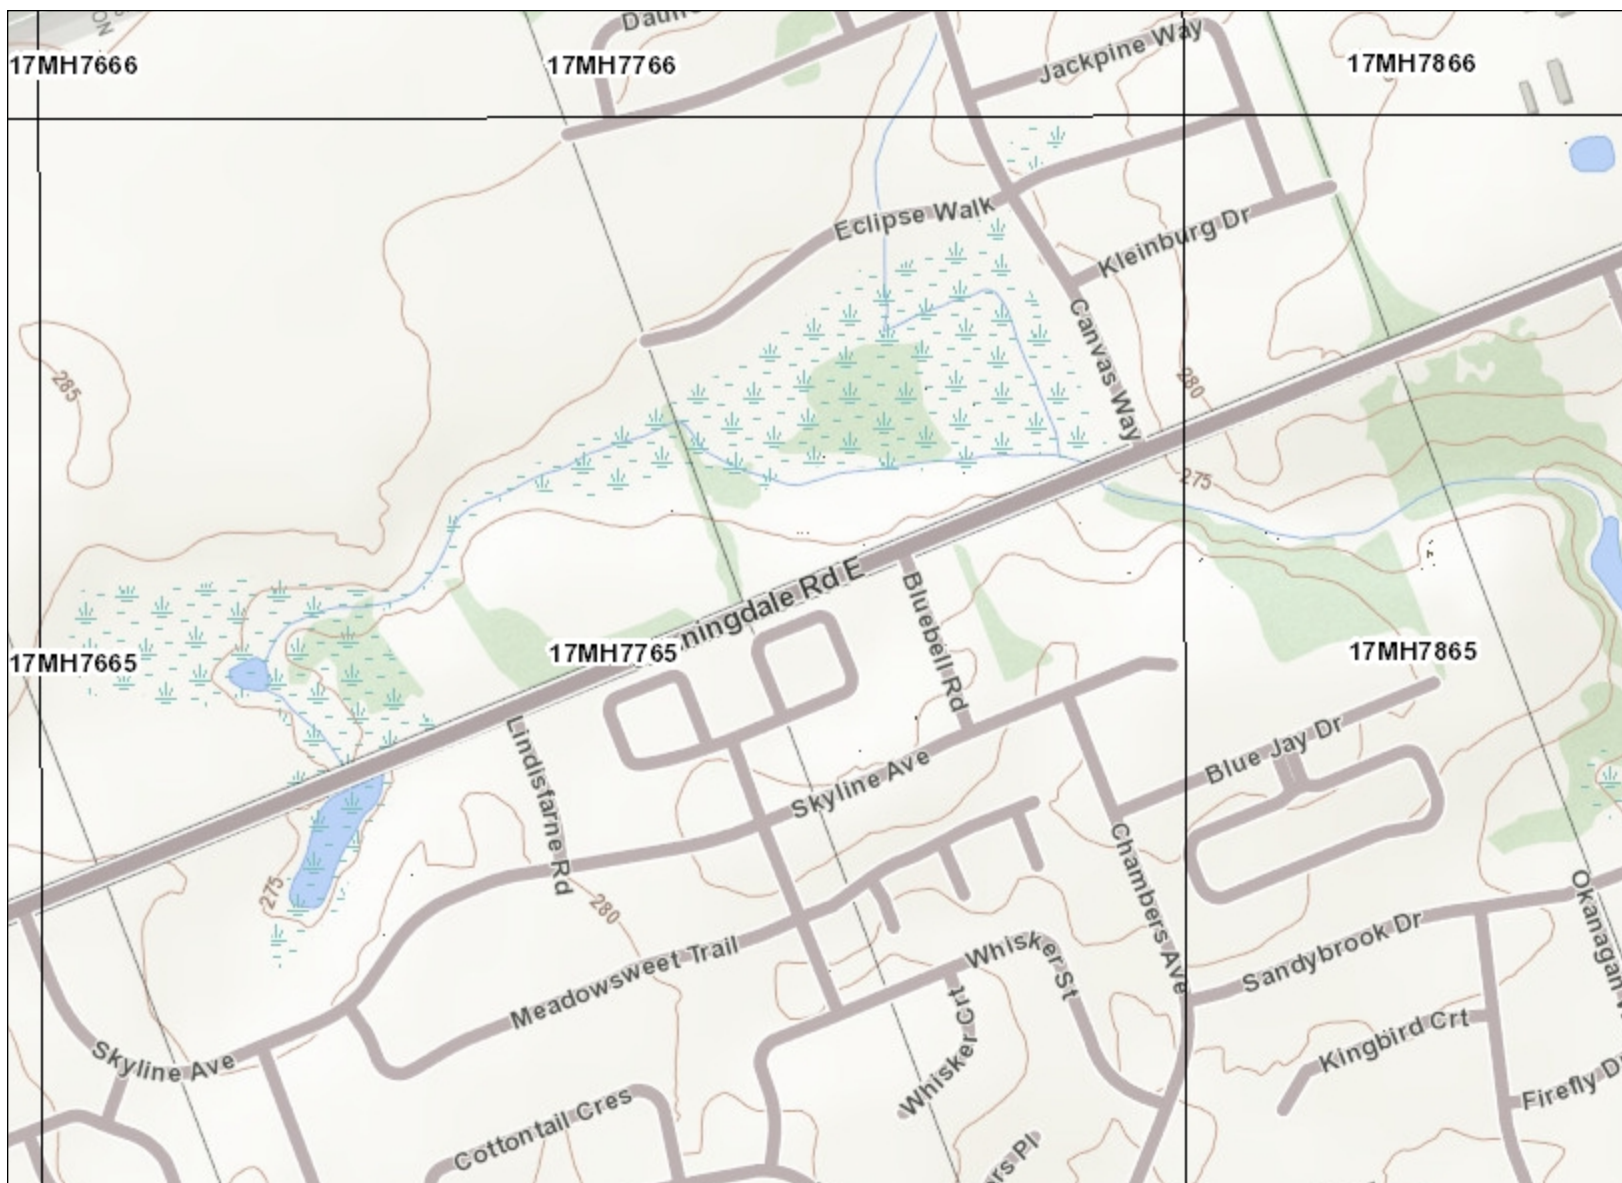 17MH7666
17MH7766
Jackpine Way
17MH7866
Eclipse Walk
Kleinburg Dr
Canvas Way
285
280
275
ningdale Rd E
Bluebell Rd
17MH7665
17MH7765
17MH7865
Lindisfarne Rd
Skyline Ave
Blue Jay Dr
Chambers Ave
275
280
Okanagan
Meadowsweet Trail
Whisker St
Sandybrook Dr
Whisker Crt
Kingbird Crt
Skyline Ave
Firefly D
Cottontail Cres
rs Pl